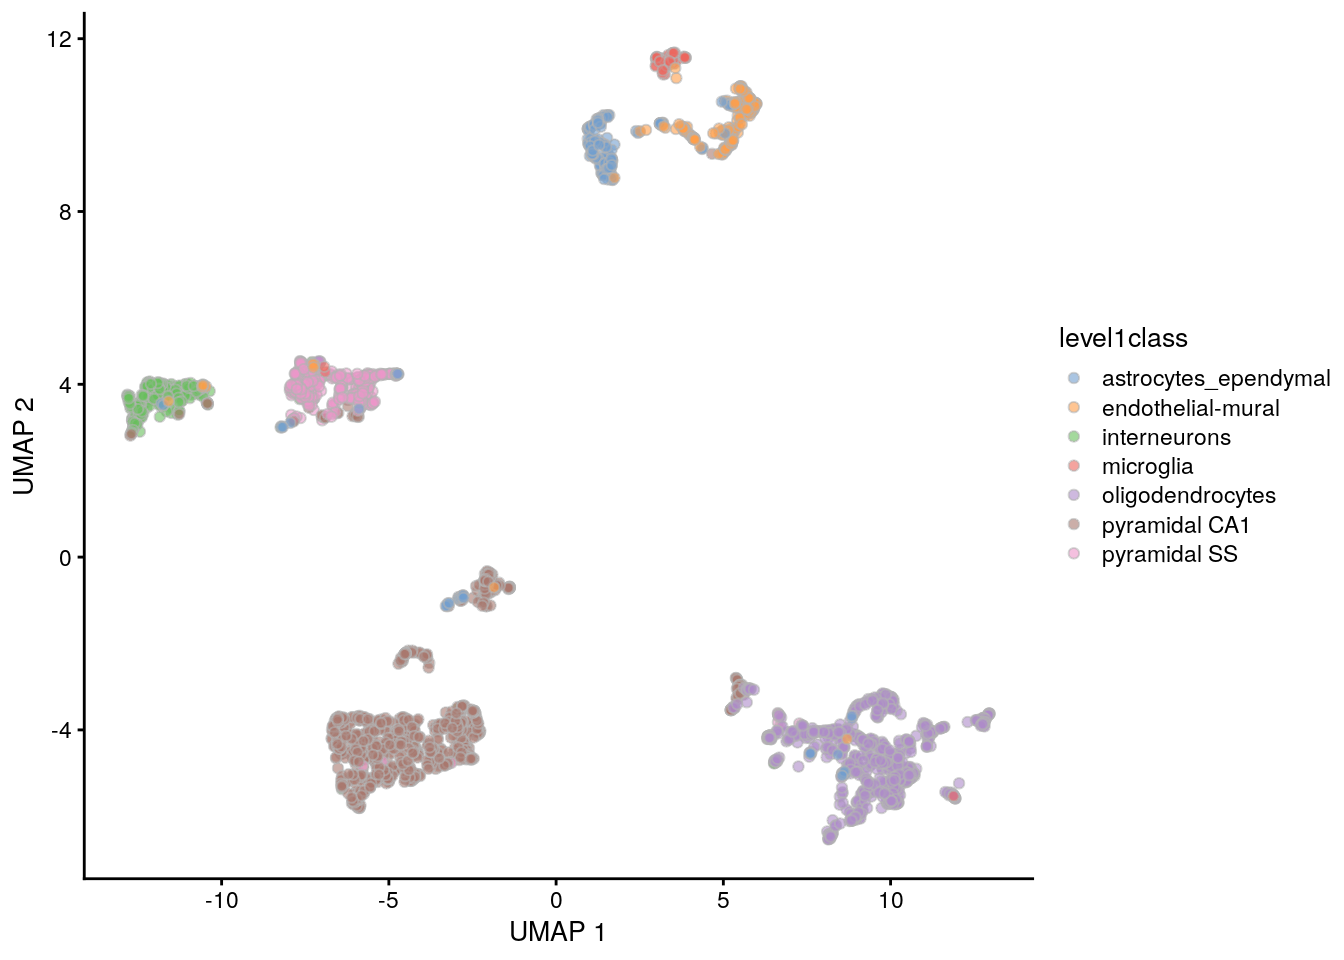 12
8
4
0
-4
UMAP 2
-10
-5
0
5
10
UMAP 1
level1class
astrocytes_ependymal
endothelial-mural
interneurons
microglia
oligodendrocytes
pyramidal CA1
pyramidal SS